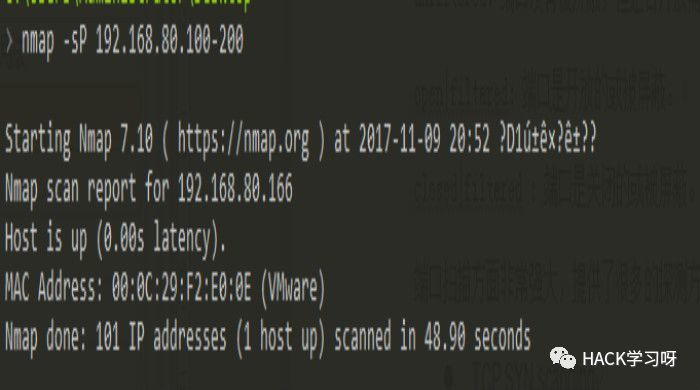 > nmap -sP 192.168.80.100-200
open|filtered: 端口是开放的或被屏蔽。
Starting Nmap 7.10 ( https://nmap.org ) at 2017-11-09 20:52 ?D1ú±ê×?ê±??
Nmap scan report for 192.168.80.166
closed|filtered : 端口是关闭的或被屏蔽。
Host is up (0.00s latency).
MAC Address: 00:0C:29:F2:E0:0E (VMware)
端口扫描方面非常强大，提供了很多的探测方
Nmap done: 101 IP addresses (1 host up) scanned in 48.90 seconds
HACK学习呀